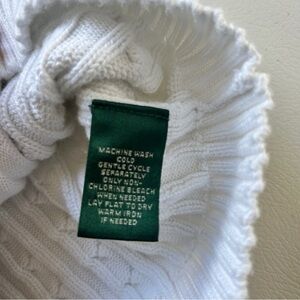 MACHINE WASH
COLD
GENTLE CYCLE
SEPARATELY
ONLY NON-
CHLORINE BLEACH
WHEN NEEDED
LAY FLAT TO DRY
WARM IRON
IF NEEDED